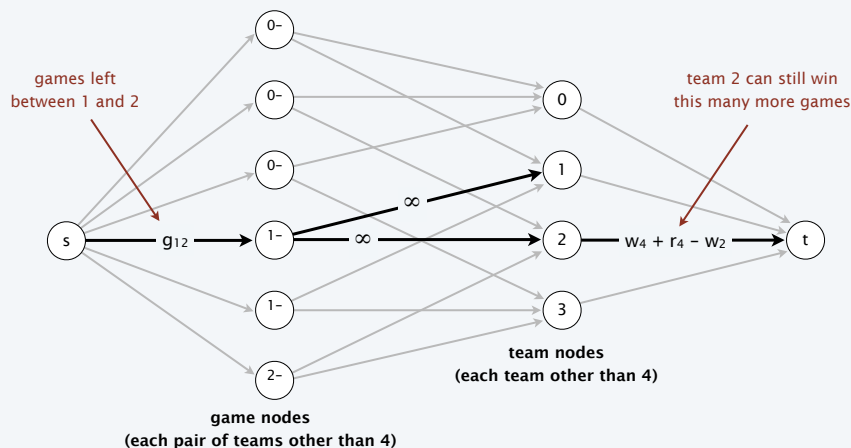 0–
games left
between 1 and 2
team 2 can still win
this many more games
0–
0
0–
1
∞
s
g12
1–
∞
2
w4 + r4 – w2
t
1–
3
team nodes
(each team other than 4)
2–
game nodes
(each pair of teams other than 4)